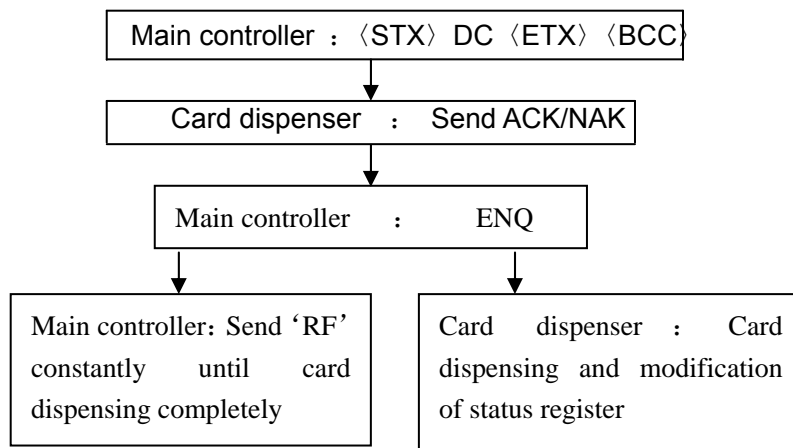 Main controller ：〈STX〉DC〈ETX〉〈BCC〉
Card dispenser ： Send ACK/NAK
Main controller ： ENQ
Main controller：Send ‘RF’
constantly until card
dispensing completely
Card dispenser ： Card
dispensing and modification
of status register